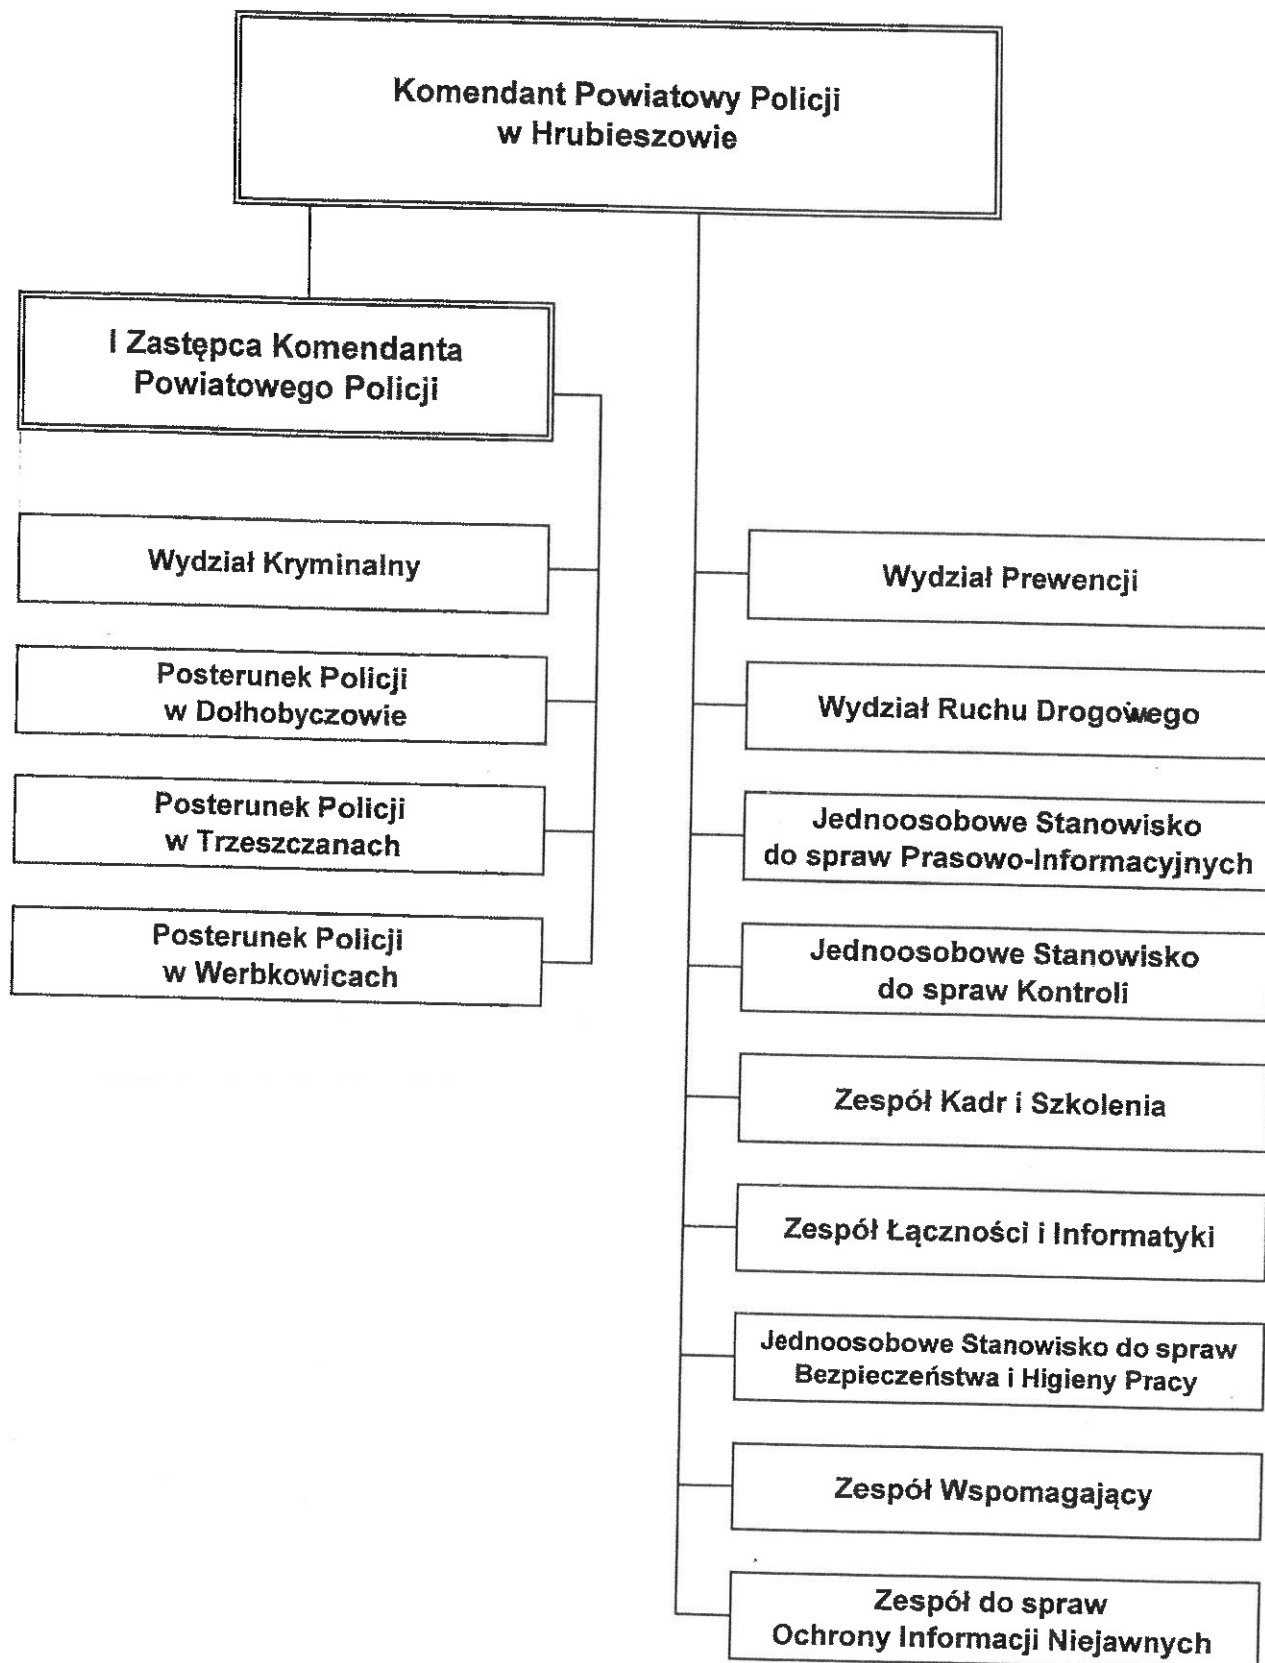 Komendant Powiatowy Policji
w Hrubieszowie
I Zastępca Komendanta
Powiatowego Policji
Wydział Kryminalny
Posterunek Policji
w Dołhobyczowie
Posterunek Policji
w Trzeszczanach
Posterunek Policji
w Werbkowicach
Wydział Prewencji
Wydział Ruchu Drogowego
Jednoosobowe Stanowisko
do spraw Prasowo-Informacyjnych
Jednoosobowe Stanowisko
do spraw Kontroli
Zespół Kadr i Szkolenia
Zespół Łączności i Informatyki
Jednoosobowe Stanowisko do spraw
Bezpieczeństwa i Higieny Pracy
Zespół Wspomagający
Zespół do spraw
Ochrony Informacji Niejawnych